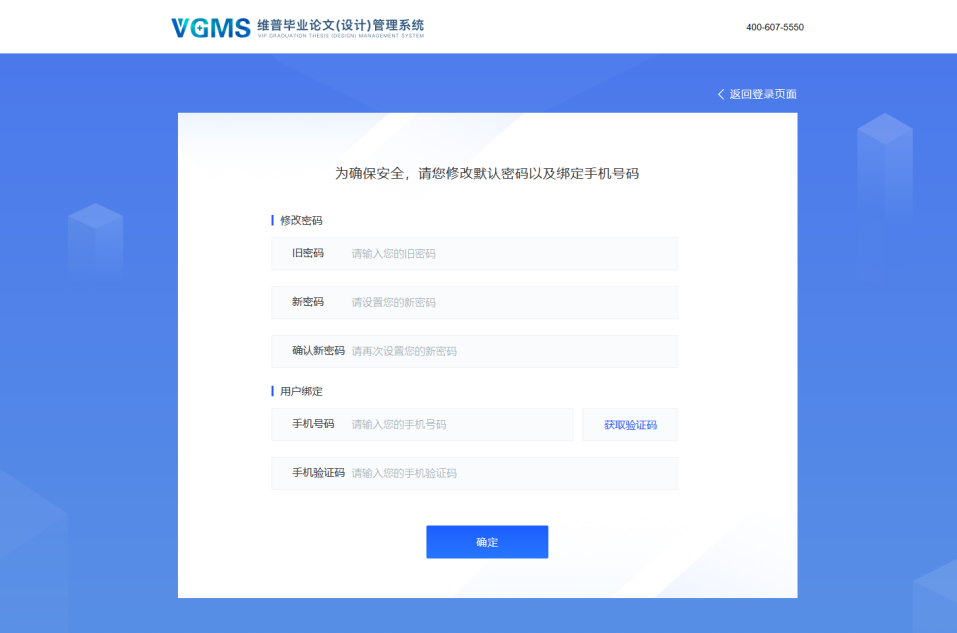 VGMS 维普毕业论文(设计)管理系统
VIP GRADUATION THESIS (DESIGN) MANAGEMENT SYSTEM
400-607-5550
返回登录页面
为确保安全，请您修改默认密码以及绑定手机号码
修改密码
旧密码 请输入您的旧密码
新密码 请设置您的新密码
确认新密码 请再次设置您的新密码
用户绑定
手机号码 请输入您的手机号码 获取验证码
手机验证码 请输入您的手机验证码
确定